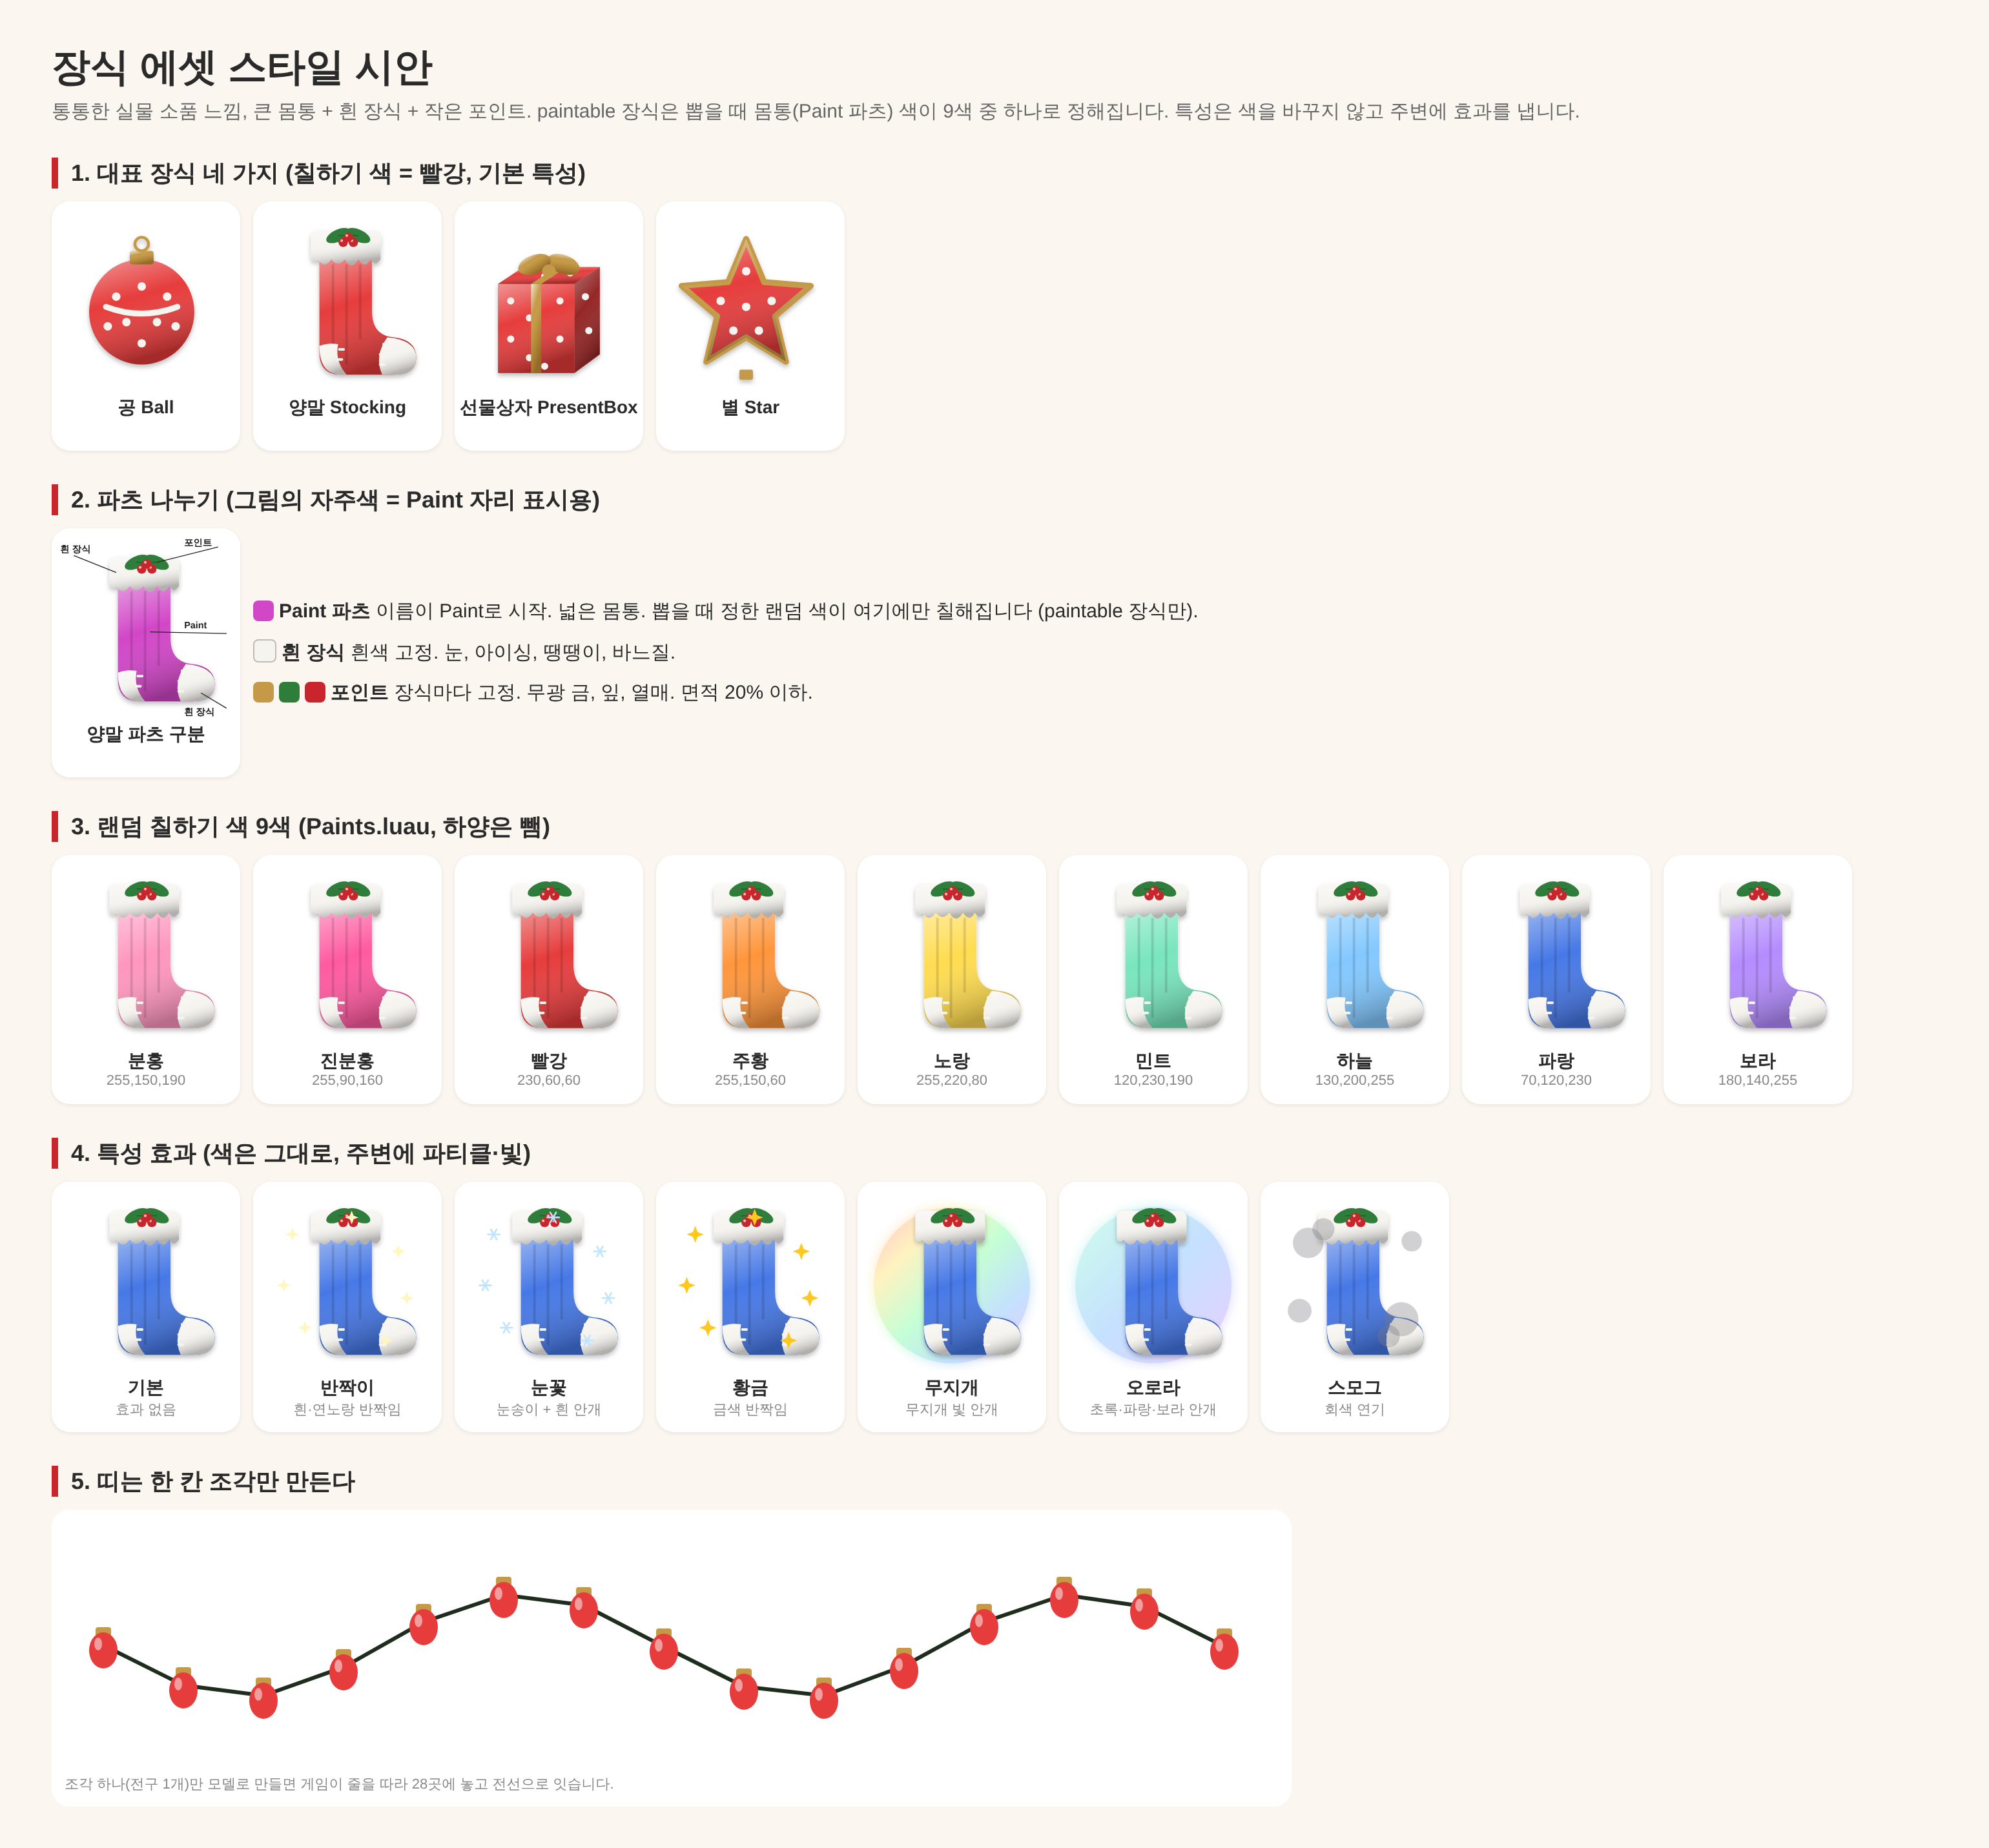 장식 에셋 스타일 시안
통통한 실물 소품 느낌, 큰 몸통 + 흰 장식 + 작은 포인트. paintable 장식은 뽑을 때 몸통(Paint 파츠) 색이 9색 중 하나로 정해집니다. 특성은 색을 바꾸지 않고 주변에 효과를 냅니다.
1. 대표 장식 네 가지 (칠하기 색 = 빨강, 기본 특성)
공 Ball
양말 Stocking
선물상자 PresentBox
별 Star
2. 파츠 나누기 (그림의 자주색 = Paint 자리 표시용)
흰 장식
포인트
Paint
흰 장식
양말 파츠 구분
Paint 파츠 이름이 Paint로 시작. 넓은 몸통. 뽑을 때 정한 랜덤 색이 여기에만 칠해집니다 (paintable 장식만).
흰 장식 흰색 고정. 눈, 아이싱, 땡땡이, 바느질.
포인트 장식마다 고정. 무광 금, 잎, 열매. 면적 20% 이하.
3. 랜덤 칠하기 색 9색 (Paints.luau, 하양은 뺌)
분홍
255,150,190
진분홍
255,90,160
빨강
230,60,60
주황
255,150,60
노랑
255,220,80
민트
120,230,190
하늘
130,200,255
파랑
70,120,230
보라
180,140,255
4. 특성 효과 (색은 그대로, 주변에 파티클·빛)
기본
효과 없음
반짝이
흰·연노랑 반짝임
눈꽃
눈송이 + 흰 안개
황금
금색 반짝임
무지개
무지개 빛 안개
오로라
초록·파랑·보라 안개
스모그
회색 연기
5. 띠는 한 칸 조각만 만든다
조각 하나(전구 1개)만 모델로 만들면 게임이 줄을 따라 28곳에 놓고 전선으로 잇습니다.